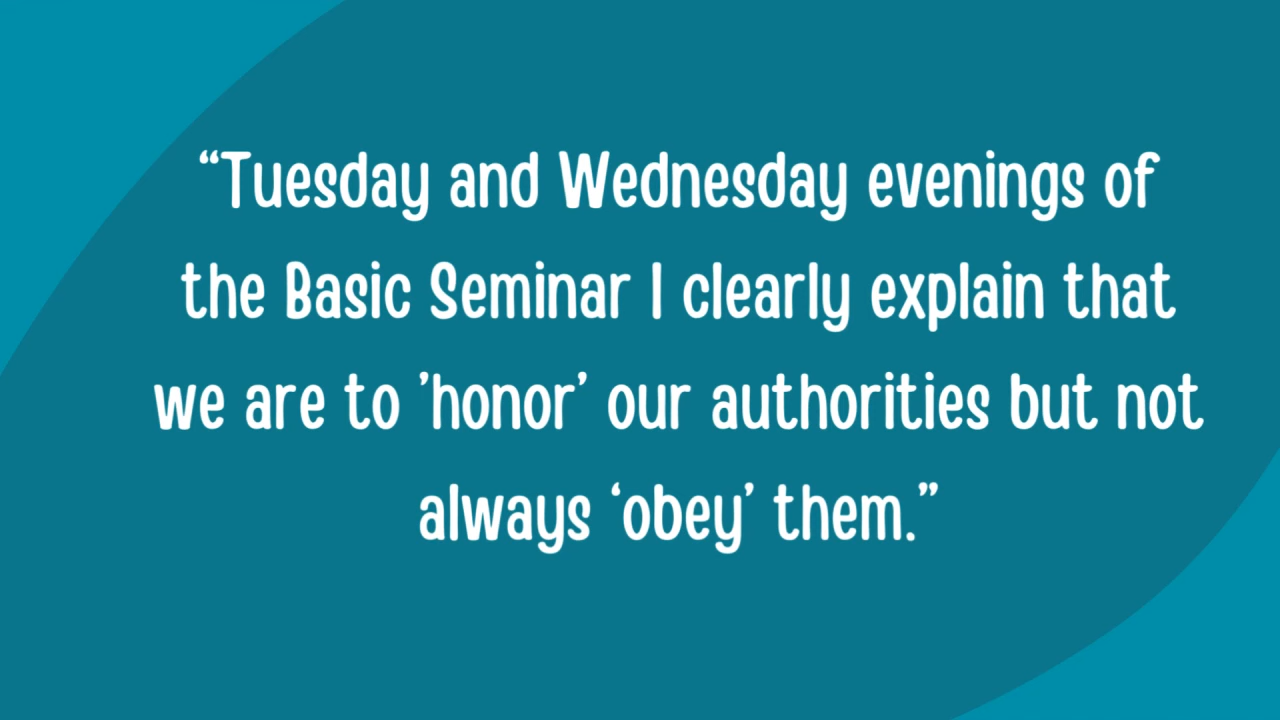 “Tuesday and Wednesday evenings of
the Basic Seminar I clearly explain that
we are to ’honor’ our authorities but not
always ‘obey’ them.”